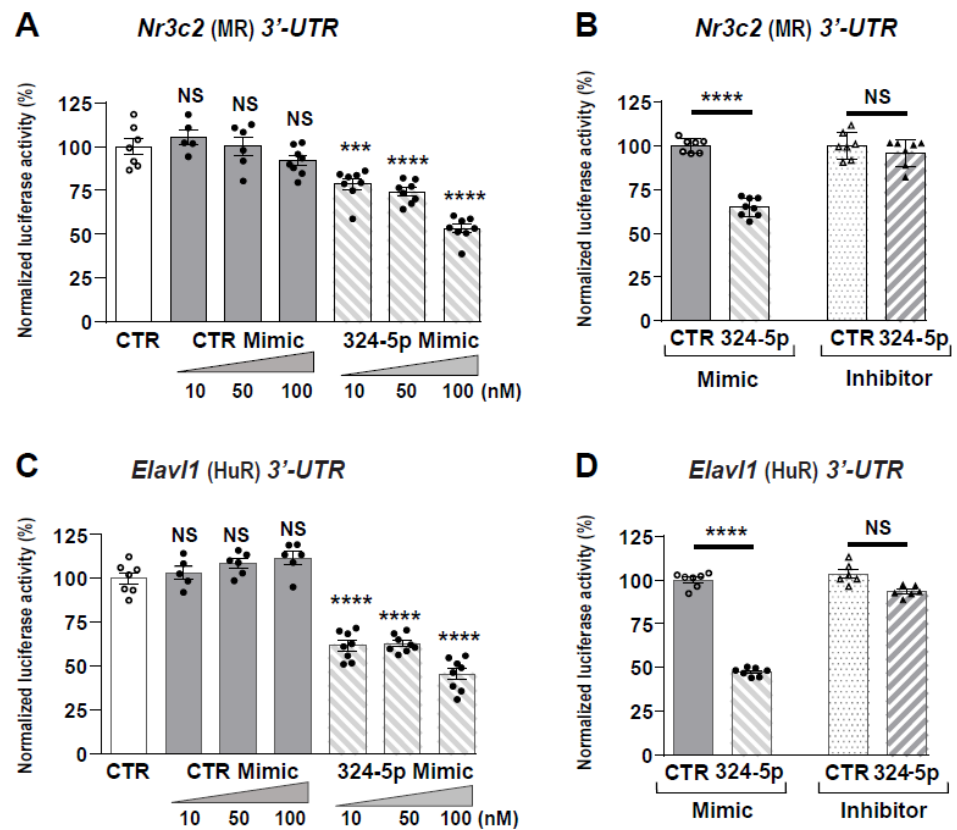 A
Nr3c2 (MR) 3'-UTR
Normalized luciferase activity (%)
125
100
75
50
25
0
NS
NS
NS
***
****
****
CTR
CTR Mimic
324-5p Mimic
10
50
100
10
50
100 (nM)
B
Nr3c2 (MR) 3'-UTR
Normalized luciferase activity (%)
125
100
75
50
25
0
****
NS
CTR 324-5p
CTR 324-5p
Mimic
Inhibitor
C
Elavl1 (HuR) 3'-UTR
Normalized luciferase activity (%)
125
100
75
50
25
0
NS
NS
NS
****
****
****
CTR
CTR Mimic
324-5p Mimic
10
50
100
10
50
100 (nM)
D
Elavl1 (HuR) 3'-UTR
Normalized luciferase activity (%)
125
100
75
50
25
0
****
NS
CTR 324-5p
CTR 324-5p
Mimic
Inhibitor